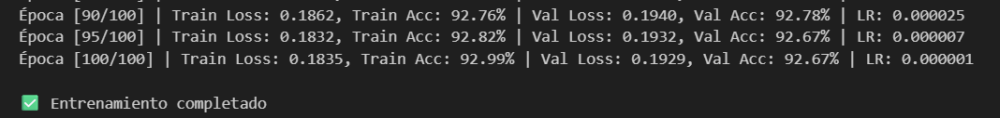 Época [90/100] | Train Loss: 0.1862, Train Acc: 92.76% | Val Loss: 0.1940, Val Acc: 92.78% | LR: 0.000025
Época [95/100] | Train Loss: 0.1832, Train Acc: 92.82% | Val Loss: 0.1932, Val Acc: 92.67% | LR: 0.000007
Época [100/100] | Train Loss: 0.1835, Train Acc: 92.99% | Val Loss: 0.1929, Val Acc: 92.67% | LR: 0.000001
✅ Entrenamiento completado